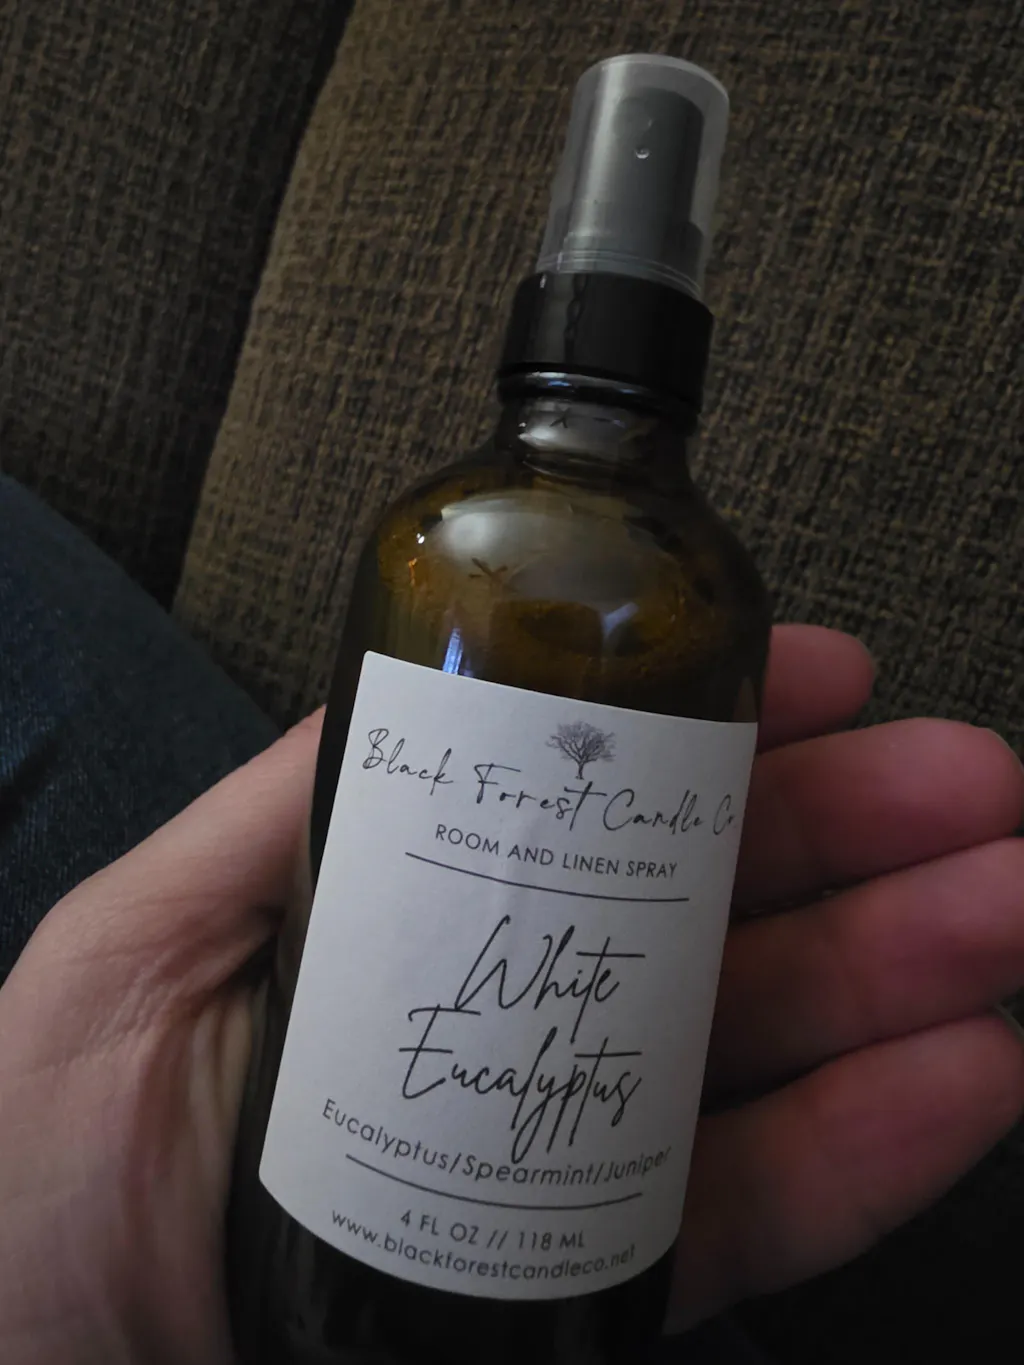 Black Forest Candle Co.
ROOM AND LINEN SPRAY
White
Eucalyptus
Eucalyptus/Spearmint/Juniper
4 FL OZ // 118 ML
www.blackforestcandleco.net